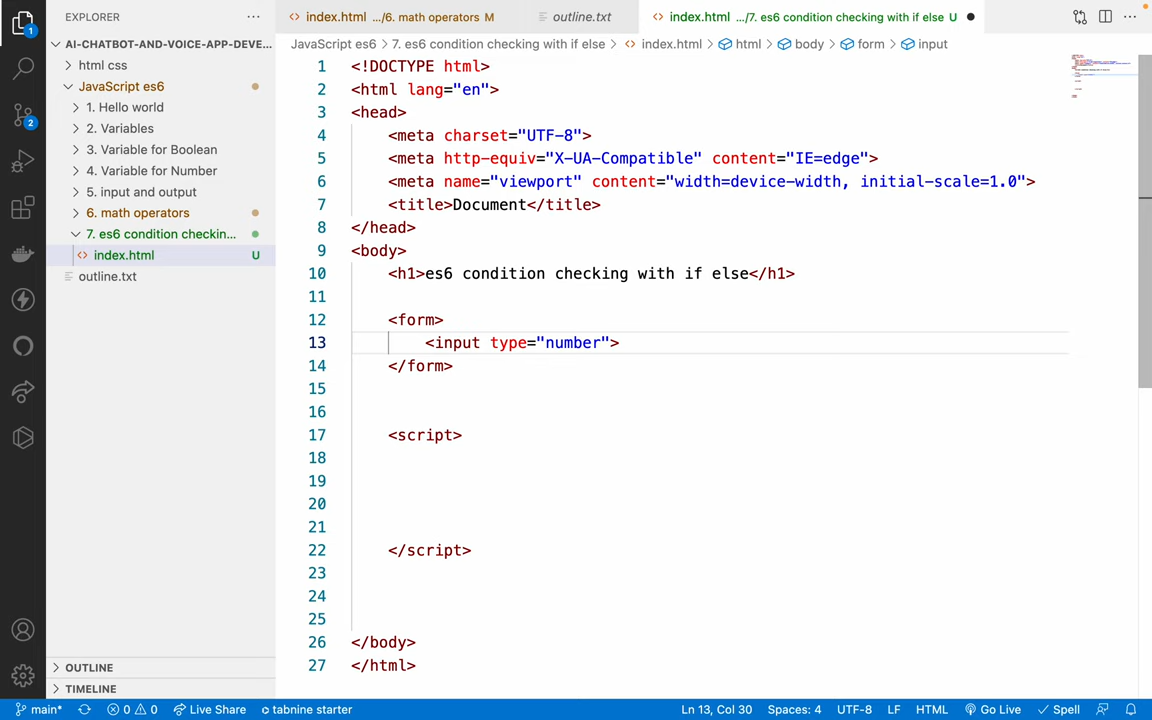 EXPLORER
index.html .../6. math operators M
outline.txt
index.html .../7. es6 condition checking with if else U
AI-CHATBOT-AND-VOICE-APP-DEVE...
JavaScript es6 > 7. es6 condition checking with if else > index.html > html > body > form > input
html css
JavaScript es6
1. Hello world
2. Variables
3. Variable for Boolean
4. Variable for Number
5. input and output
6. math operators
7. es6 condition checkin...
index.html U
outline.txt
1 <!DOCTYPE html>
2 <html lang="en">
3 <head>
4 <meta charset="UTF-8">
5 <meta http-equiv="X-UA-Compatible" content="IE=edge">
6 <meta name="viewport" content="width=device-width, initial-scale=1.0">
7 <title>Document</title>
8 </head>
9 <body>
10 <h1>es6 condition checking with if else</h1>
11
12 <form>
13 <input type="number">
14 </form>
15
16
17 <script>
18
19
20
21
22 </script>
23
24
25
26 </body>
27 </html>
1
2
OUTLINE
TIMELINE
main* 0 0 Live Share tabnine starter Ln 13, Col 30 Spaces: 4 UTF-8 LF HTML Go Live Spell